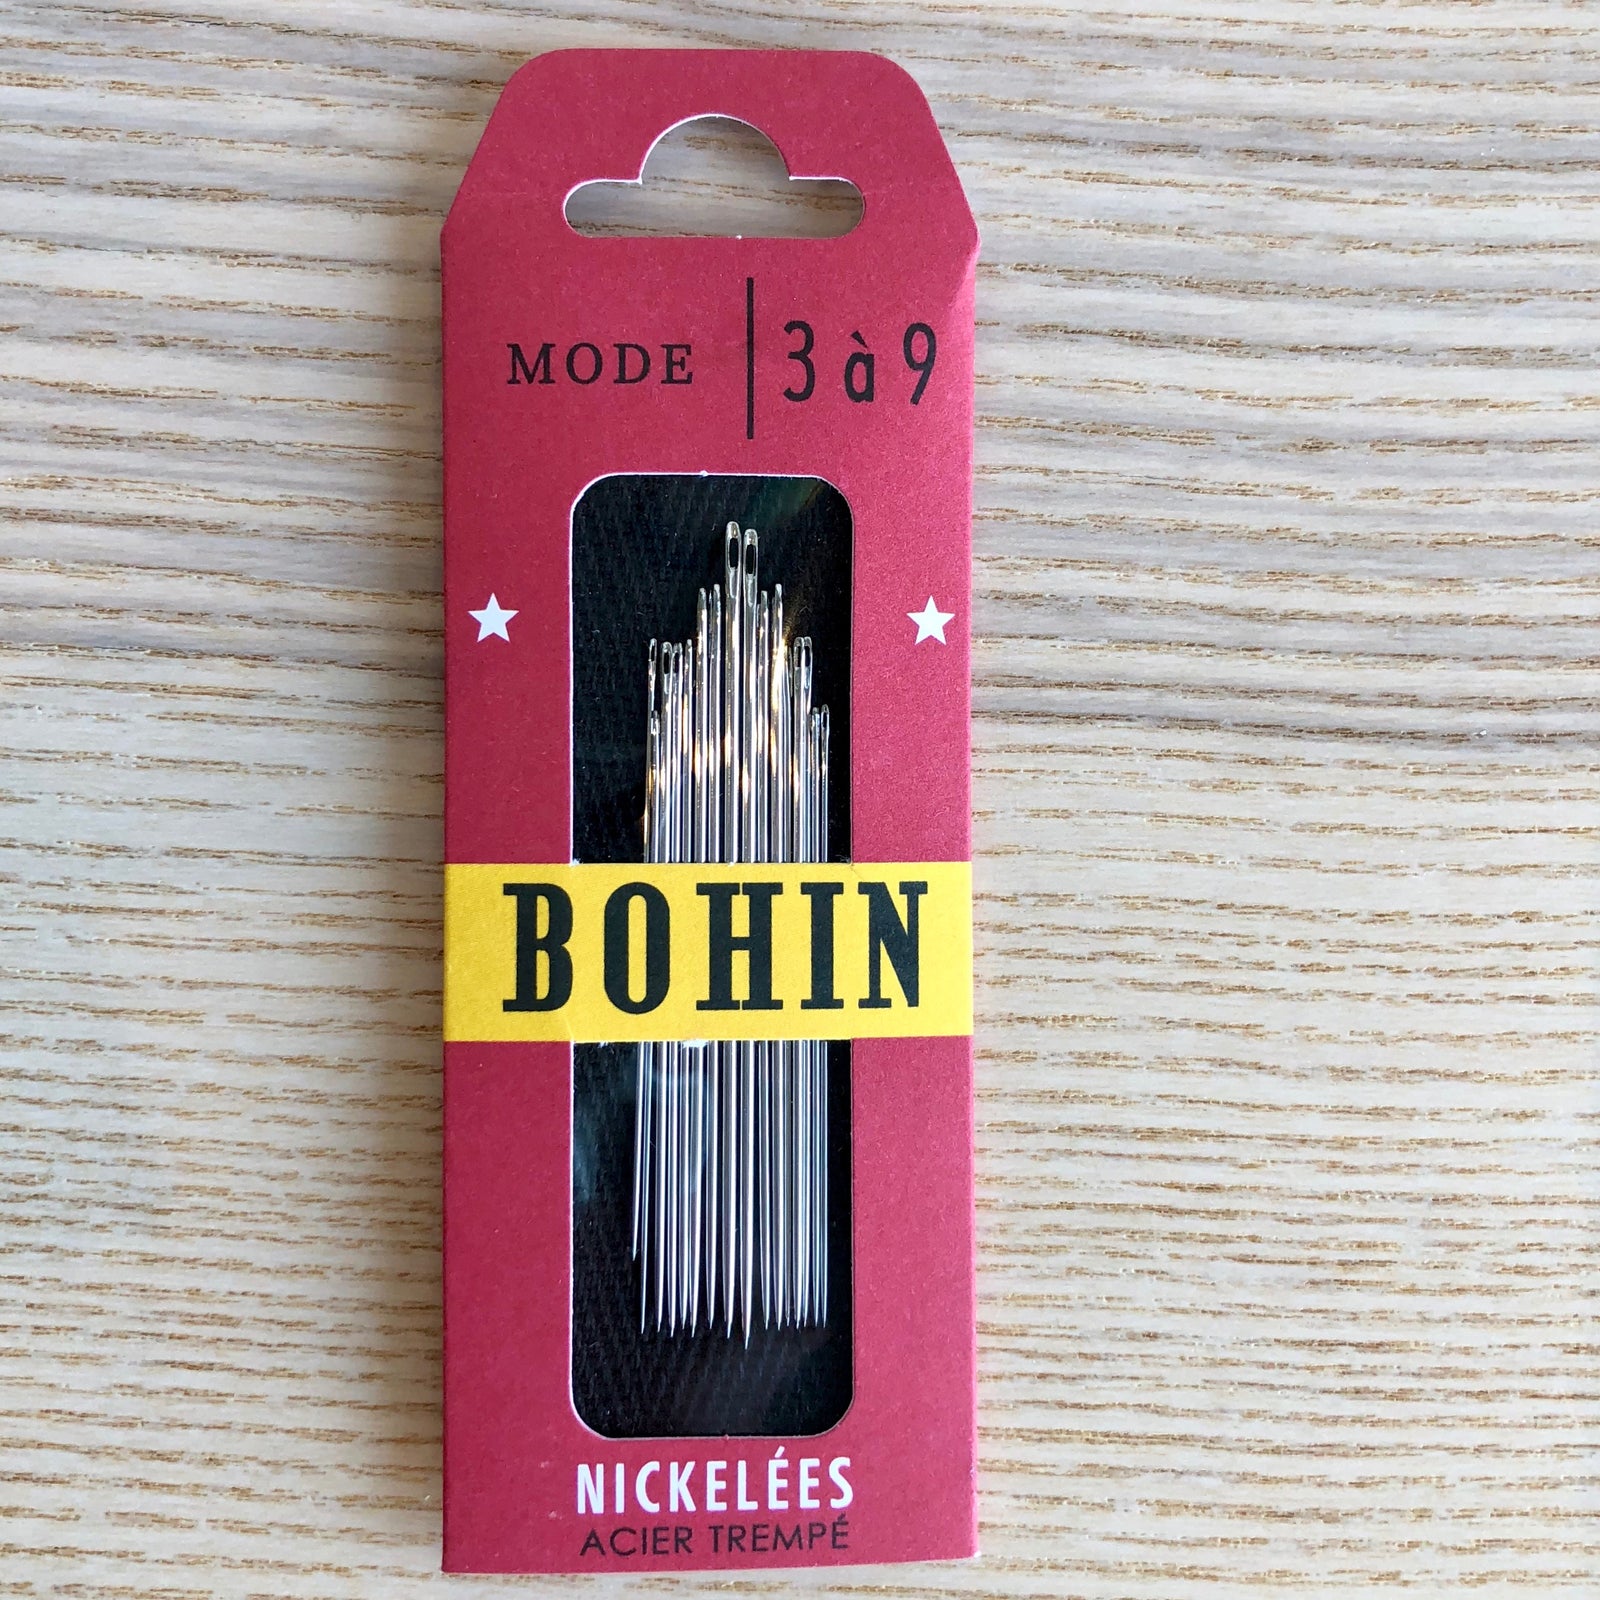 MODE | 3 à 9
BOHIN
NICKELÉES
ACIER TREMPÉ